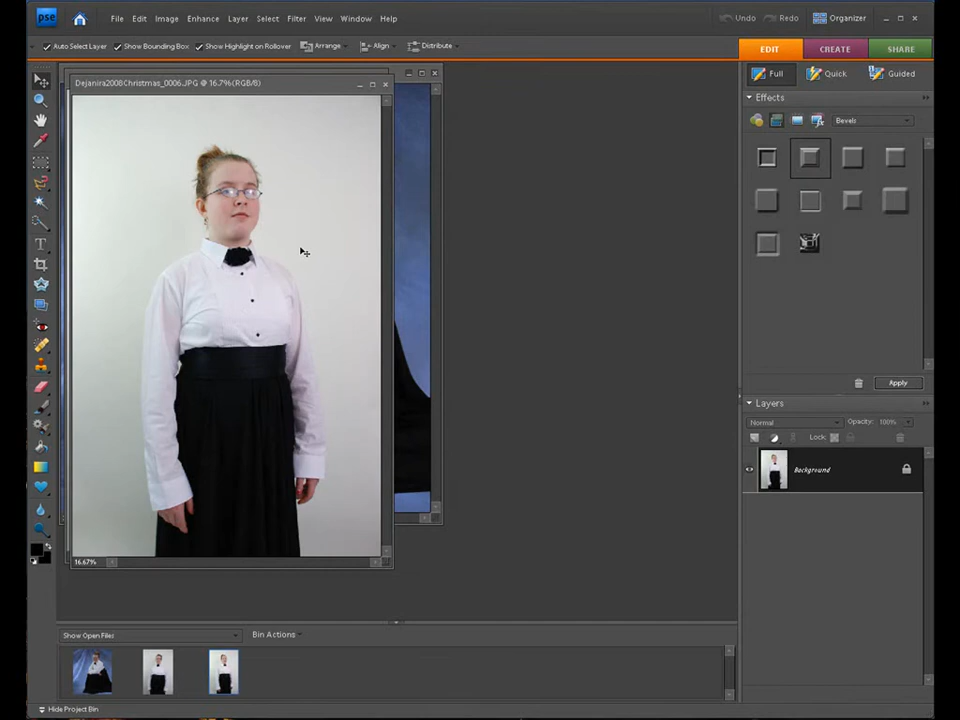 pse File Edit Image Enhance Layer Select Filter View Window Help Undo Redo Organizer
Auto Select Layer Show Bounding Box Show Highlight on Rollover Arrange Align Distribute EDIT CREATE SHARE
Full Quick Guided
Dejanira2008Christmas_0006.JPG @ 16.7%(RGB/8)
Effects
Bevels
Apply
Layers
Normal Opacity: 100%
Lock:
Background
16.67%
Show Open Files Bin Actions
Hide Project Bin